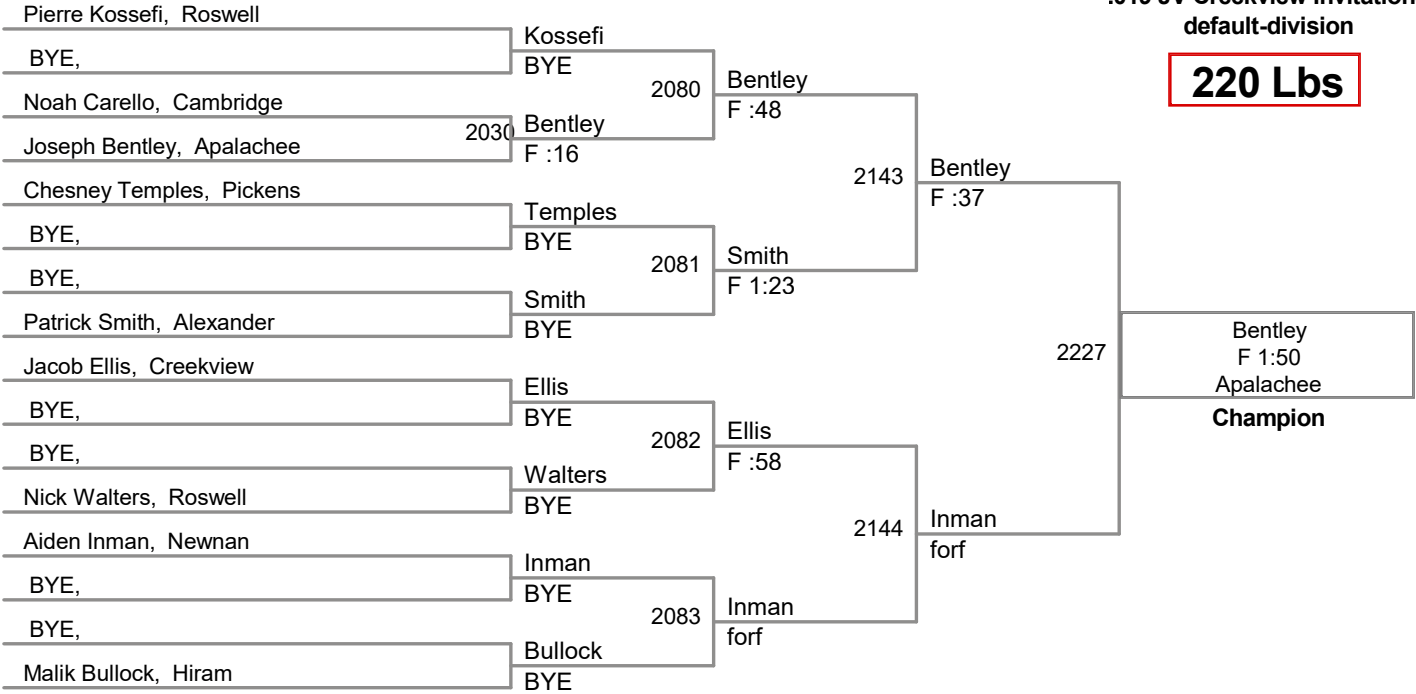 .019 JV Creekview Invitation
default-division
220 Lbs
Pierre Kossefi, Roswell
BYE,
Noah Carello, Cambridge
Joseph Bentley, Apalachee
Chesney Temples, Pickens
BYE,
BYE,
Patrick Smith, Alexander
Jacob Ellis, Creekview
BYE,
BYE,
Nick Walters, Roswell
Aiden Inman, Newnan
BYE,
BYE,
Malik Bullock, Hiram
Kossefi
BYE
2030
Bentley
F :16
Temples
BYE
Smith
BYE
Ellis
BYE
Walters
BYE
Inman
BYE
Bullock
BYE
2080
Bentley
F :48
2081
Smith
F 1:23
2082
Ellis
F :58
2083
Inman
forf
2143
Bentley
F :37
2144
Inman
forf
2227
Bentley
F 1:50
Apalachee
Champion